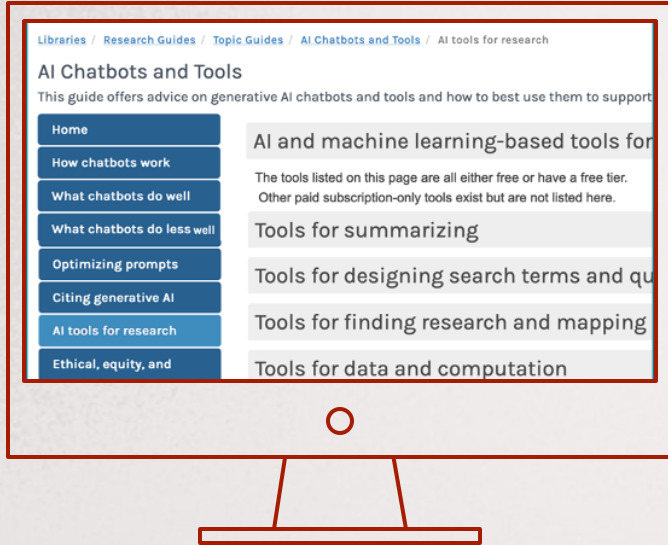 Libraries / Research Guides / Topic Guides / AI Chatbots and Tools / AI tools for research
AI Chatbots and Tools
This guide offers advice on generative AI chatbots and tools and how to best use them to support
Home
How chatbots work
What chatbots do well
What chatbots do less well
Optimizing prompts
Citing generative AI
AI tools for research
Ethical, equity, and
AI and machine learning-based tools for
The tools listed on this page are all either free or have a free tier.
Other paid subscription-only tools exist but are not listed here.
Tools for summarizing
Tools for designing search terms and qu
Tools for finding research and mapping
Tools for data and computation